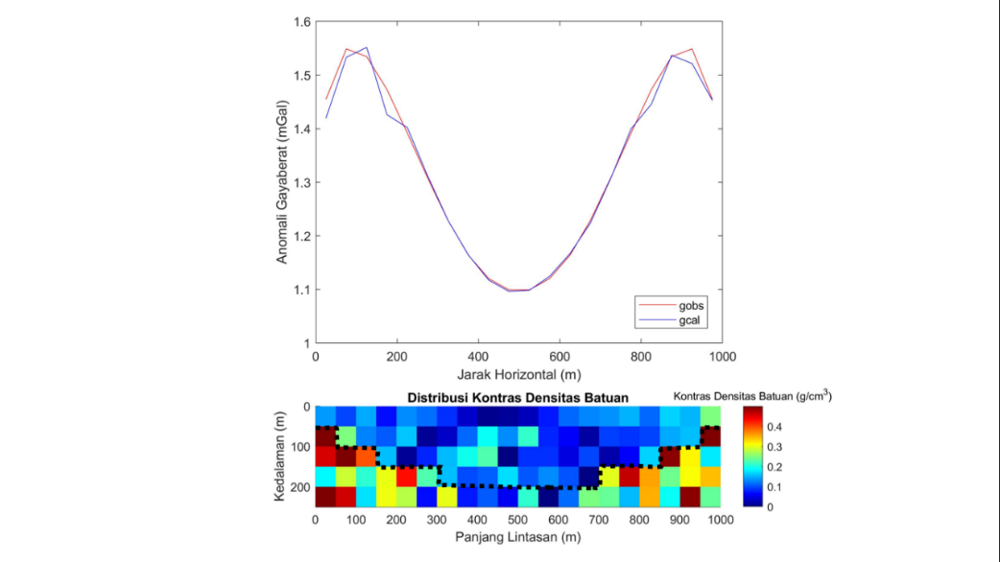 1.6
1.5
1.4
1.3
1.2
1.1
1
Anomali Gayaberat (mGal)
gobs
gcal
0 200 400 600 800 1000
Jarak Horizontal (m)
Distribusi Kontras Densitas Batuan
Kontras Densitas Batuan (g/cm³)
0
100
200
Kedalaman (m)
0.4
0.3
0.2
0.1
0
0 100 200 300 400 500 600 700 800 900 1000
Panjang Lintasan (m)